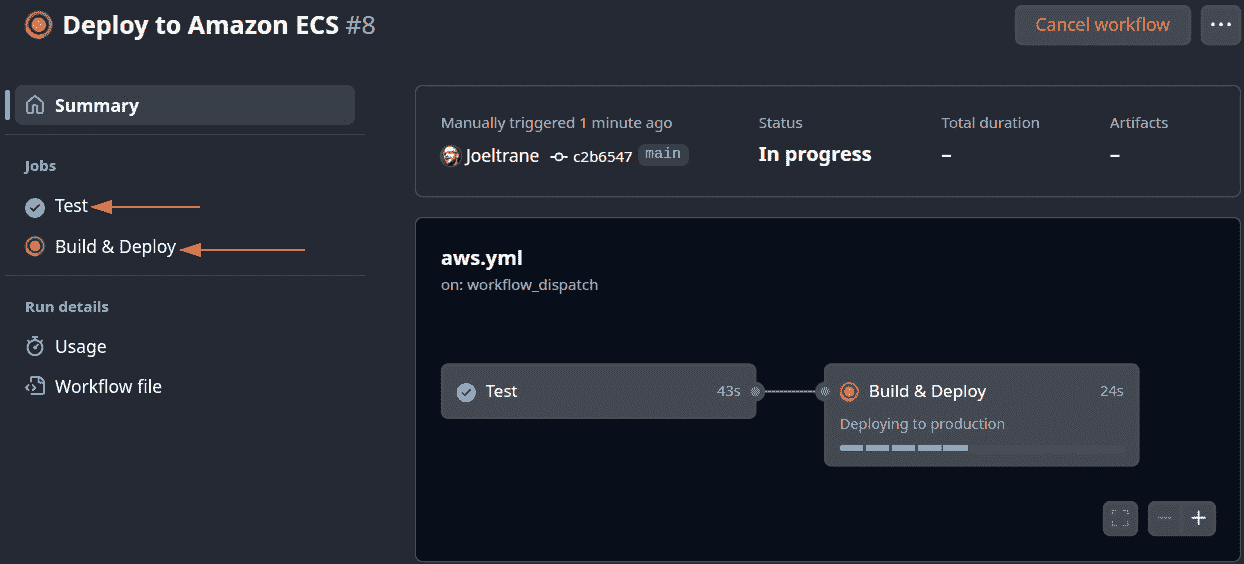 Deploy to Amazon ECS #8
Cancel workflow
Summary
Jobs
Test
Build & Deploy
Run details
Usage
Workflow file
Manually triggered 1 minute ago
Joeltrane c2b6547 main
Status
In progress
Total duration
–
Artifacts
–
aws.yml
on: workflow_dispatch
Test 43s
Build & Deploy 24s
Deploying to production